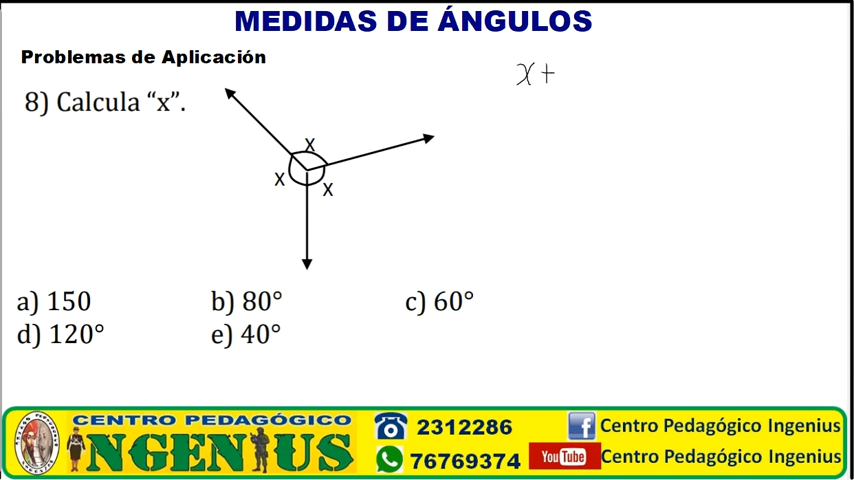 MEDIDAS DE ÁNGULOS
Problemas de Aplicación
x +
8) Calcula “x”.
X
X
X
a) 150 b) 80° c) 60°
d) 120° e) 40°
CENTRO PEDAGÓGICO
INGENIUS
2312286
76769374
Centro Pedagógico Ingenius
YouTube Centro Pedagógico Ingenius